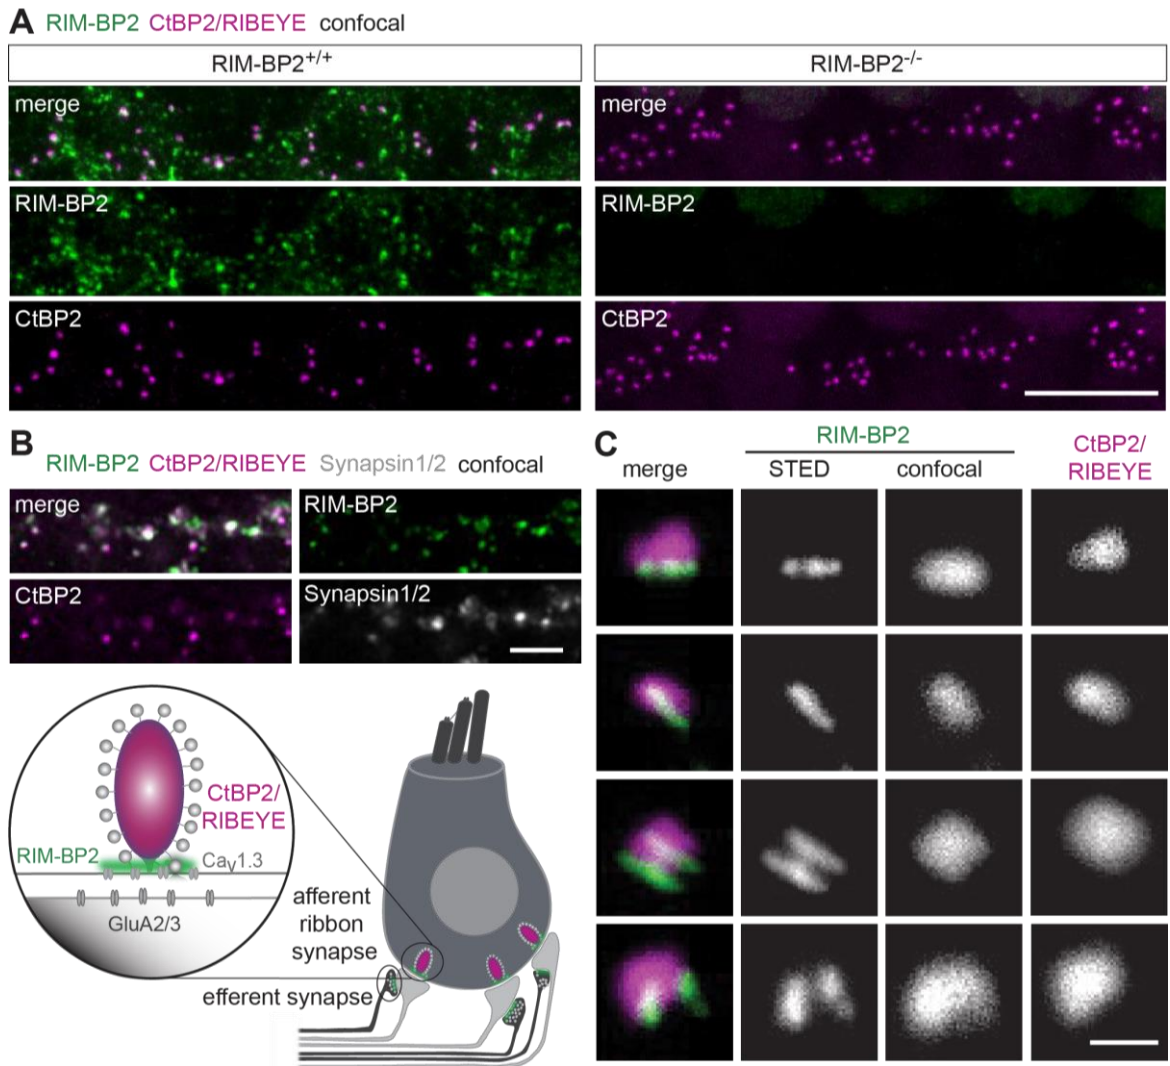 A RIM-BP2 CtBP2/RIBEYE confocal
RIM-BP2+/+
RIM-BP2-/-
merge
merge
RIM-BP2
RIM-BP2
CtBP2
CtBP2
B
RIM-BP2 CtBP2/RIBEYE Synapsin1/2 confocal
merge
RIM-BP2
CtBP2
Synapsin1/2
CtBP2/
RIBEYE
RIM-BP2
CaV1.3
GluA2/3
afferent
ribbon
synapse
efferent synapse
C
RIM-BP2
CtBP2/
RIBEYE
merge
STED
confocal